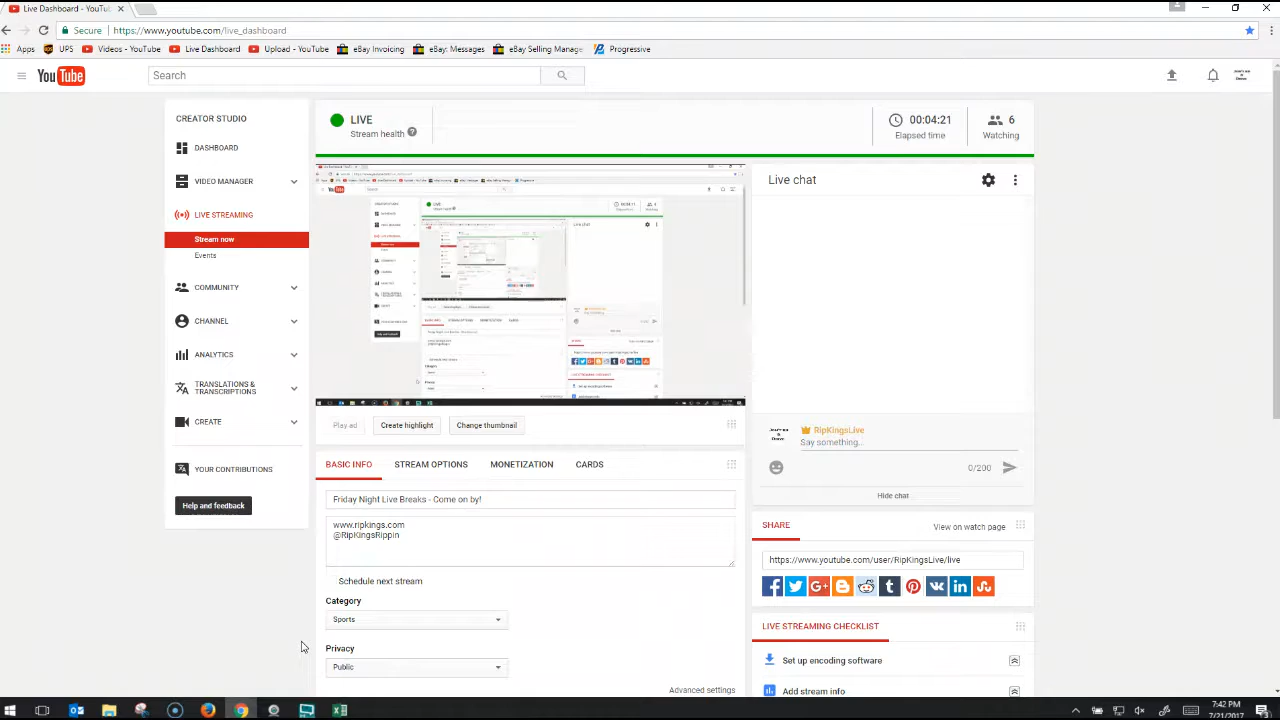 Live Dashboard - YouTu
Secure
https://www.youtube.com/live_dashboard
Apps
UPS
Videos - YouTube
Live Dashboard
Upload - YouTube
eBay Invoicing
eBay: Messages
eBay Selling Manage
Progressive
YouTube
Search
CREATOR STUDIO
DASHBOARD
VIDEO MANAGER
LIVE STREAMING
Stream now
Events
COMMUNITY
CHANNEL
ANALYTICS
TRANSLATIONS &
TRANSCRIPTIONS
CREATE
YOUR CONTRIBUTIONS
Help and feedback
LIVE
Stream health
00:04:21
Elapsed time
6
Watching
Live chat
RipKingsLive
Say something...
0/200
Hide chat
Play ad
Create highlight
Change thumbnail
BASIC INFO
STREAM OPTIONS
MONETIZATION
CARDS
Friday Night Live Breaks - Come on by!
www.ripkings.com
@RipKingsRippin
Schedule next stream
Category
Sports
Privacy
Public
Advanced settings
SHARE
View on watch page
https://www.youtube.com/user/RipKingsLive/live
LIVE STREAMING CHECKLIST
Set up encoding software
Add stream info
7:42 PM
7/21/2017